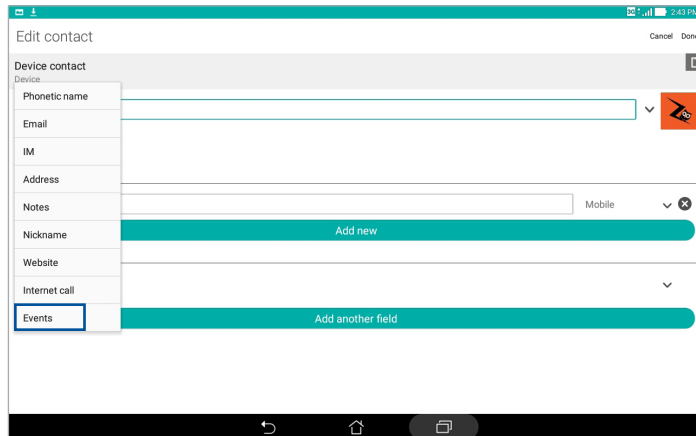 3G 2:43 PM
Edit contact
Cancel Done
Device contact
Device
Phonetic name
Email
IM
Address
Notes
Mobile
Nickname
Add new
Website
Internet call
Events
Add another field